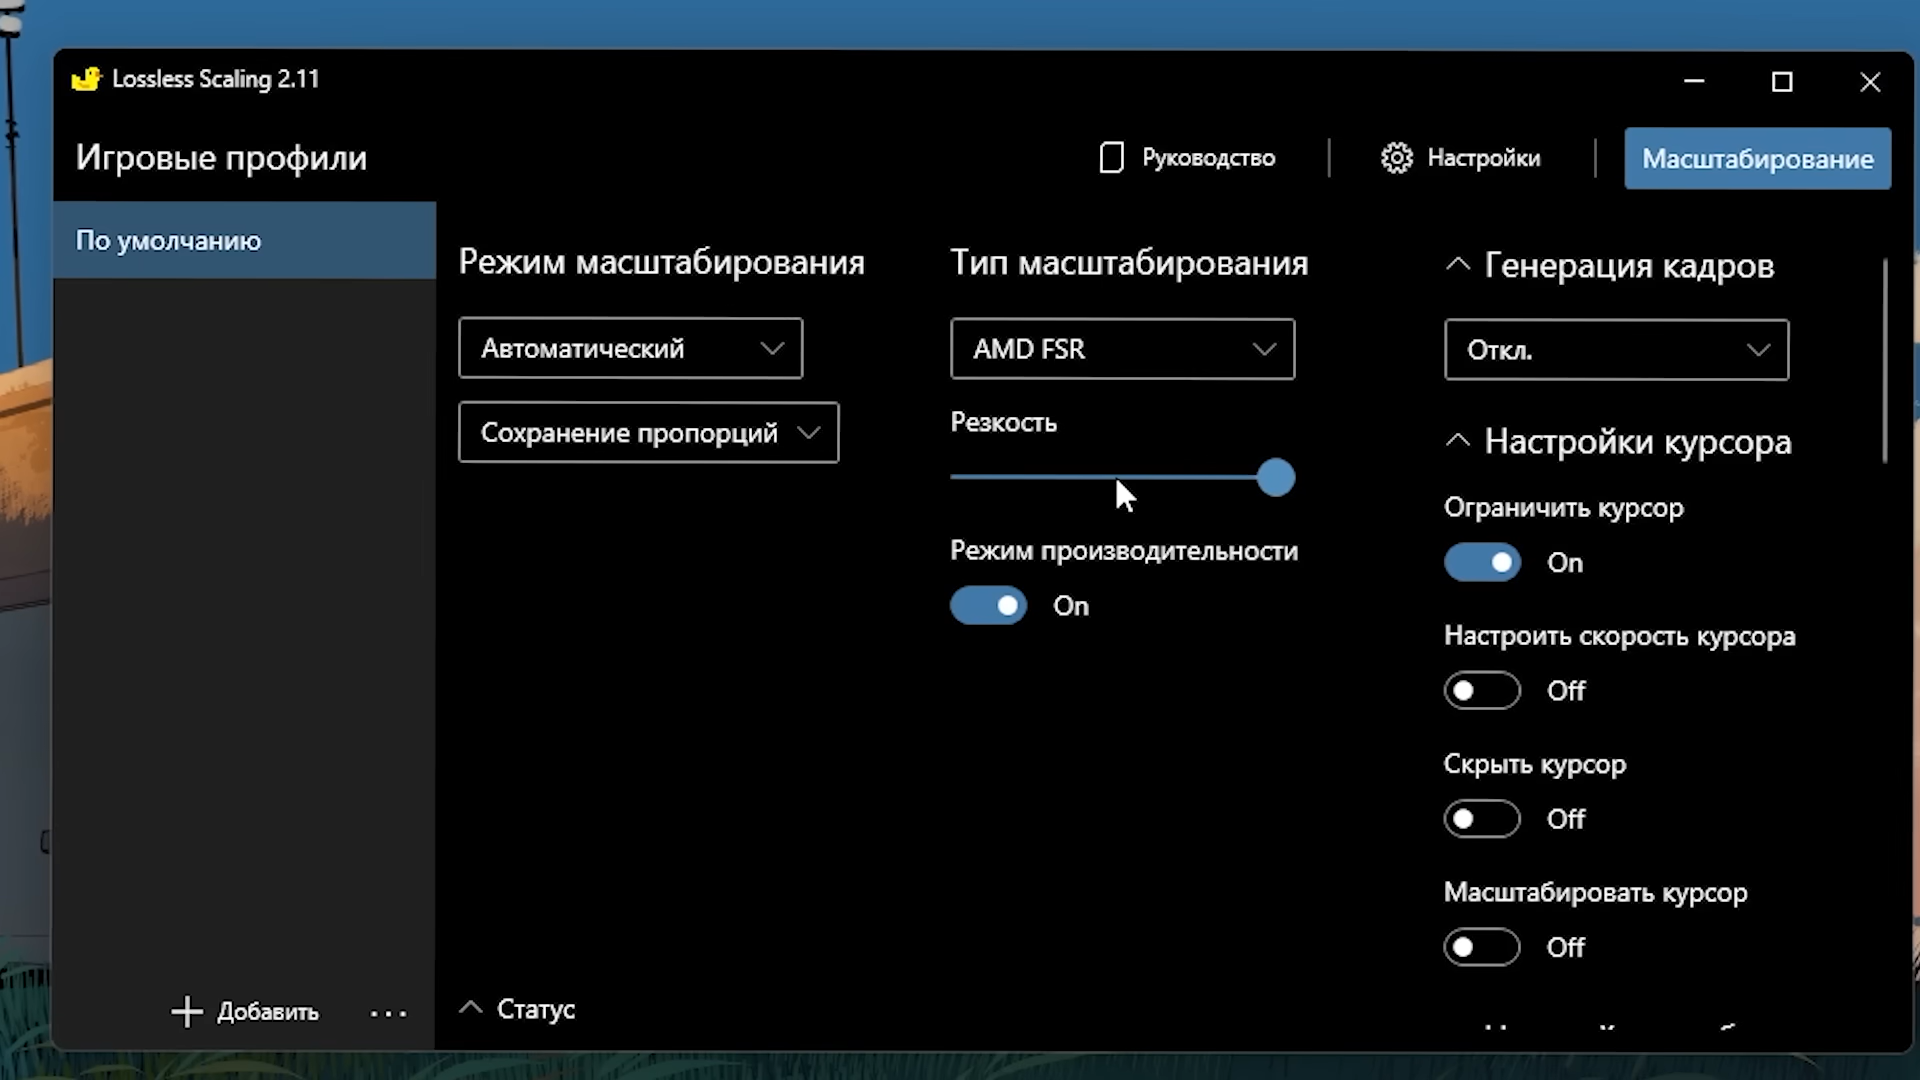 Lossless Scaling 2.11
Игровые профили
Руководство
Настройки
Масштабирование
По умолчанию
Режим масштабирования
Автоматический
Сохранение пропорций
Тип масштабирования
AMD FSR
Резкость
Режим производительности
On
Генерация кадров
Откл.
Настройки курсора
Ограничить курсор
On
Настроить скорость курсора
Off
Скрыть курсор
Off
Масштабировать курсор
Off
Добавить
Статус